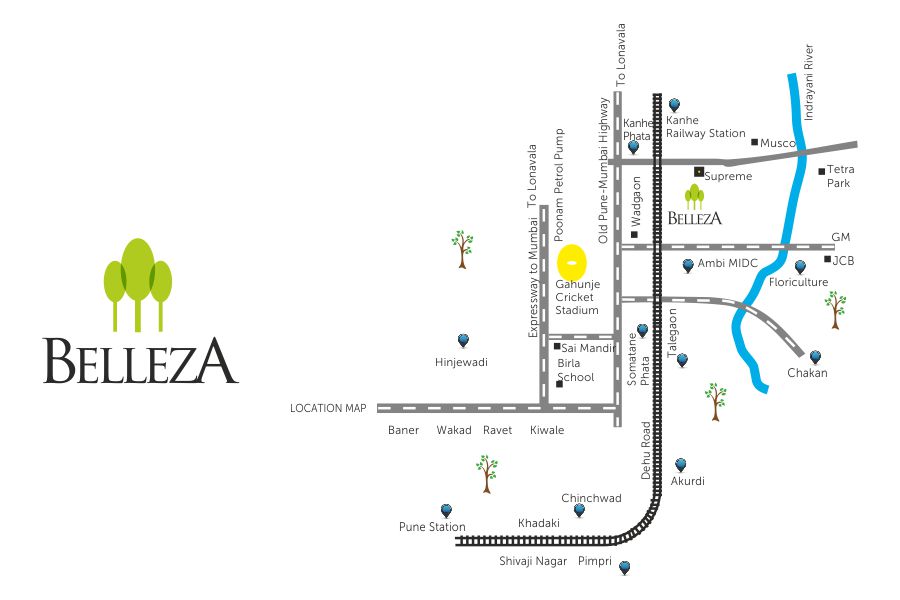 To Lonavala
Indrayani River
Kanhe
Phata
Kanhe
Railway Station
Musco
Old Pune-Mumbai Highway
To Lonavala
Poonam Petrol Pump
Supreme
Tetra
Park
Wadgaon
BELLEZA
GM
Expressway to Mumbai
Ambi MIDC
JCB
Floriculture
Gahunje
Cricket
Stadium
BELLEZA
Hinjewadi
Sai Mandir
Birla
School
Somatane
Phata
Talegaon
Chakan
LOCATION MAP
Baner
Wakad
Ravet
Kiwale
Dehu Road
Akurdi
Chinchwad
Pune Station
Khadaki
Shivaji Nagar
Pimpri